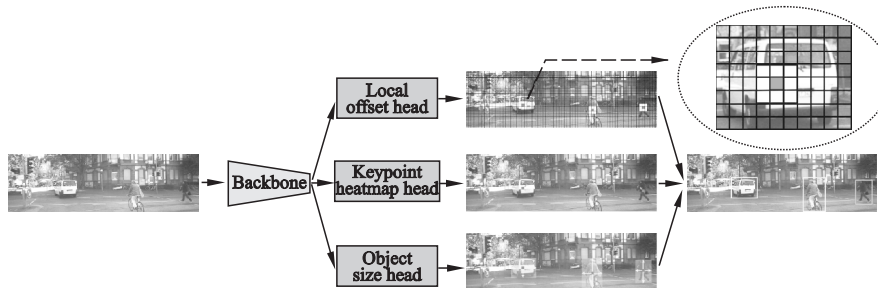 Local
offset head
Backbone
Keypoint
heatmap head
Object
size head